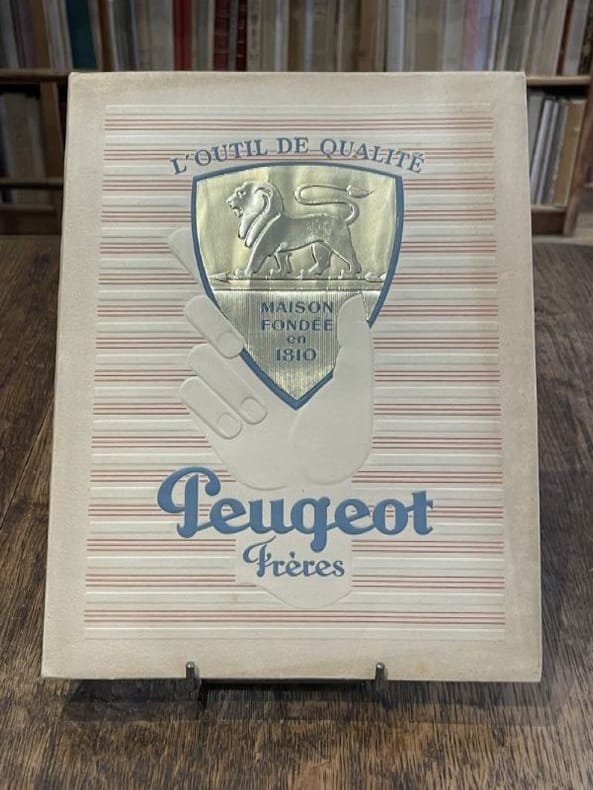 L'OUTIL DE QUALITÉ
MAISON
FONDÉE
en
1810
Peugeot
Frères